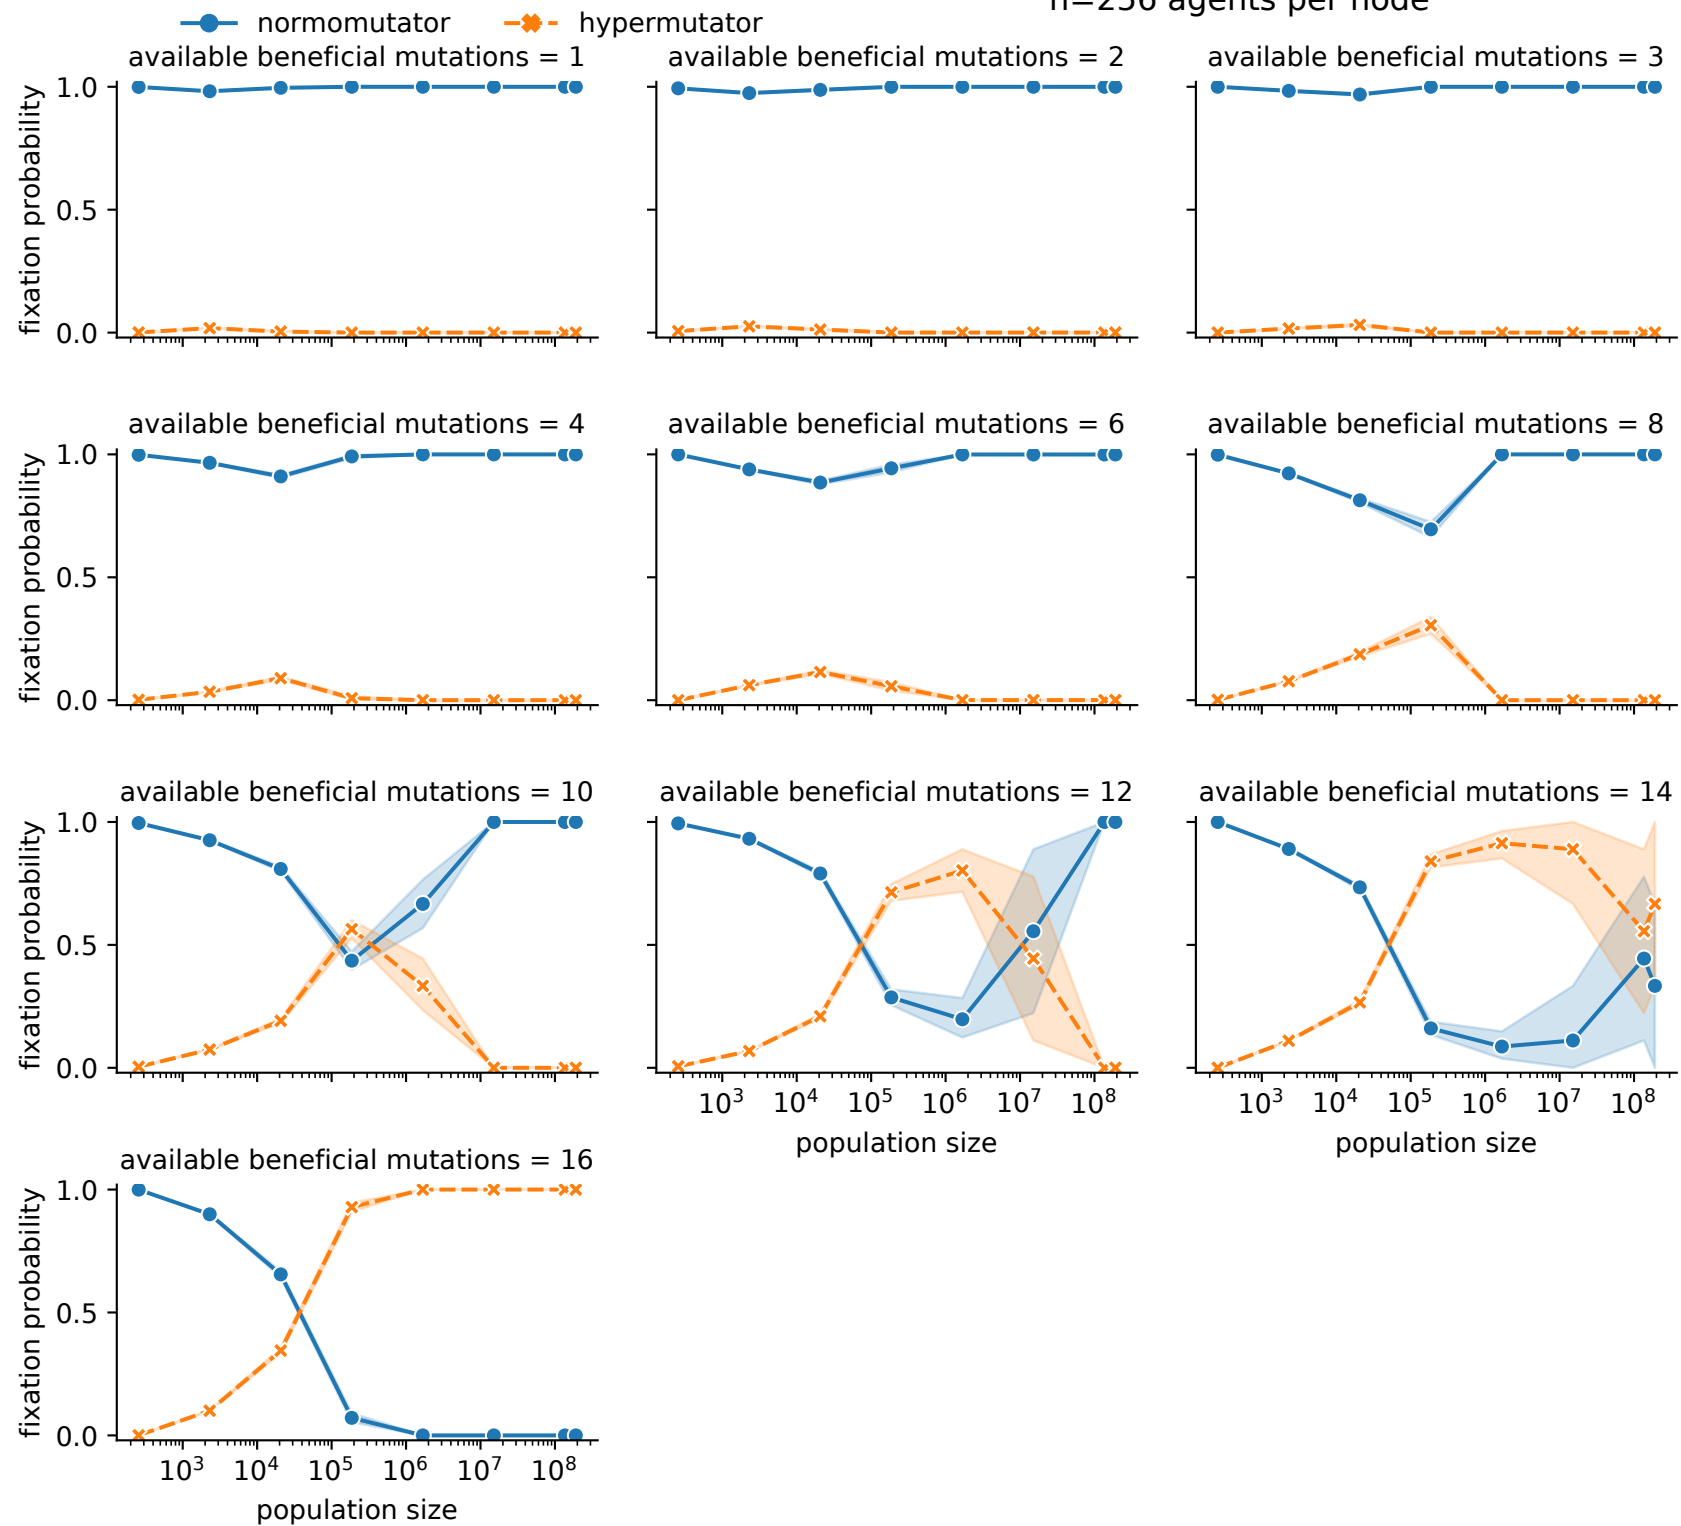 n=256 agents per node
normomutator hypermutator
available beneficial mutations = 1
available beneficial mutations = 2
available beneficial mutations = 3
fixation probability
1.0
0.5
0.0
available beneficial mutations = 4
available beneficial mutations = 6
available beneficial mutations = 8
fixation probability
1.0
0.5
0.0
available beneficial mutations = 10
available beneficial mutations = 12
available beneficial mutations = 14
fixation probability
1.0
0.5
0.0
10³ 10⁴ 10⁵ 10⁶ 10⁷ 10⁸
population size
10³ 10⁴ 10⁵ 10⁶ 10⁷ 10⁸
population size
available beneficial mutations = 16
fixation probability
1.0
0.5
0.0
10³ 10⁴ 10⁵ 10⁶ 10⁷ 10⁸
population size